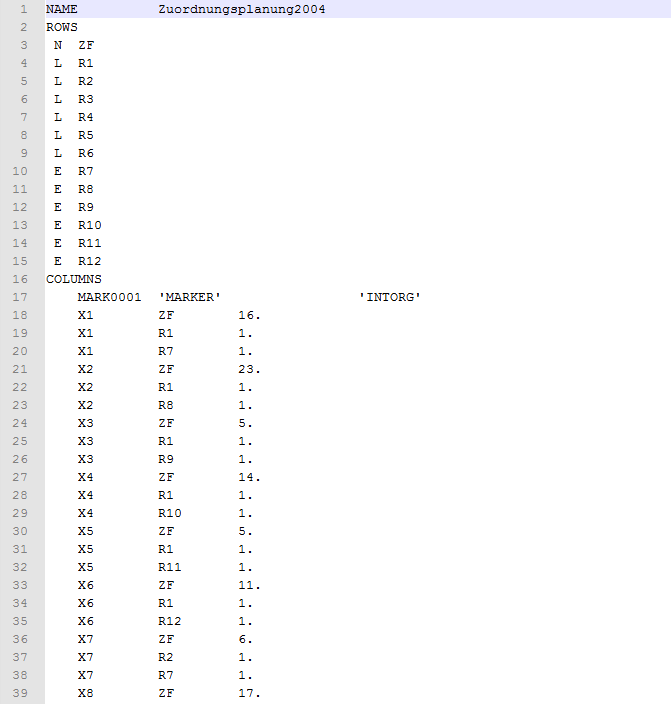 1 NAME Zuordnungsplanung2004
2 ROWS
3 N ZF
4 L R1
5 L R2
6 L R3
7 L R4
8 L R5
9 L R6
10 E R7
11 E R8
12 E R9
13 E R10
14 E R11
15 E R12
16 COLUMNS
17 MARK0001 'MARKER' 'INTORG'
18 X1 ZF 16.
19 X1 R1 1.
20 X1 R7 1.
21 X2 ZF 23.
22 X2 R1 1.
23 X2 R8 1.
24 X3 ZF 5.
25 X3 R1 1.
26 X3 R9 1.
27 X4 ZF 14.
28 X4 R1 1.
29 X4 R10 1.
30 X5 ZF 5.
31 X5 R1 1.
32 X5 R11 1.
33 X6 ZF 11.
34 X6 R1 1.
35 X6 R12 1.
36 X7 ZF 6.
37 X7 R2 1.
38 X7 R7 1.
39 X8 ZF 17.